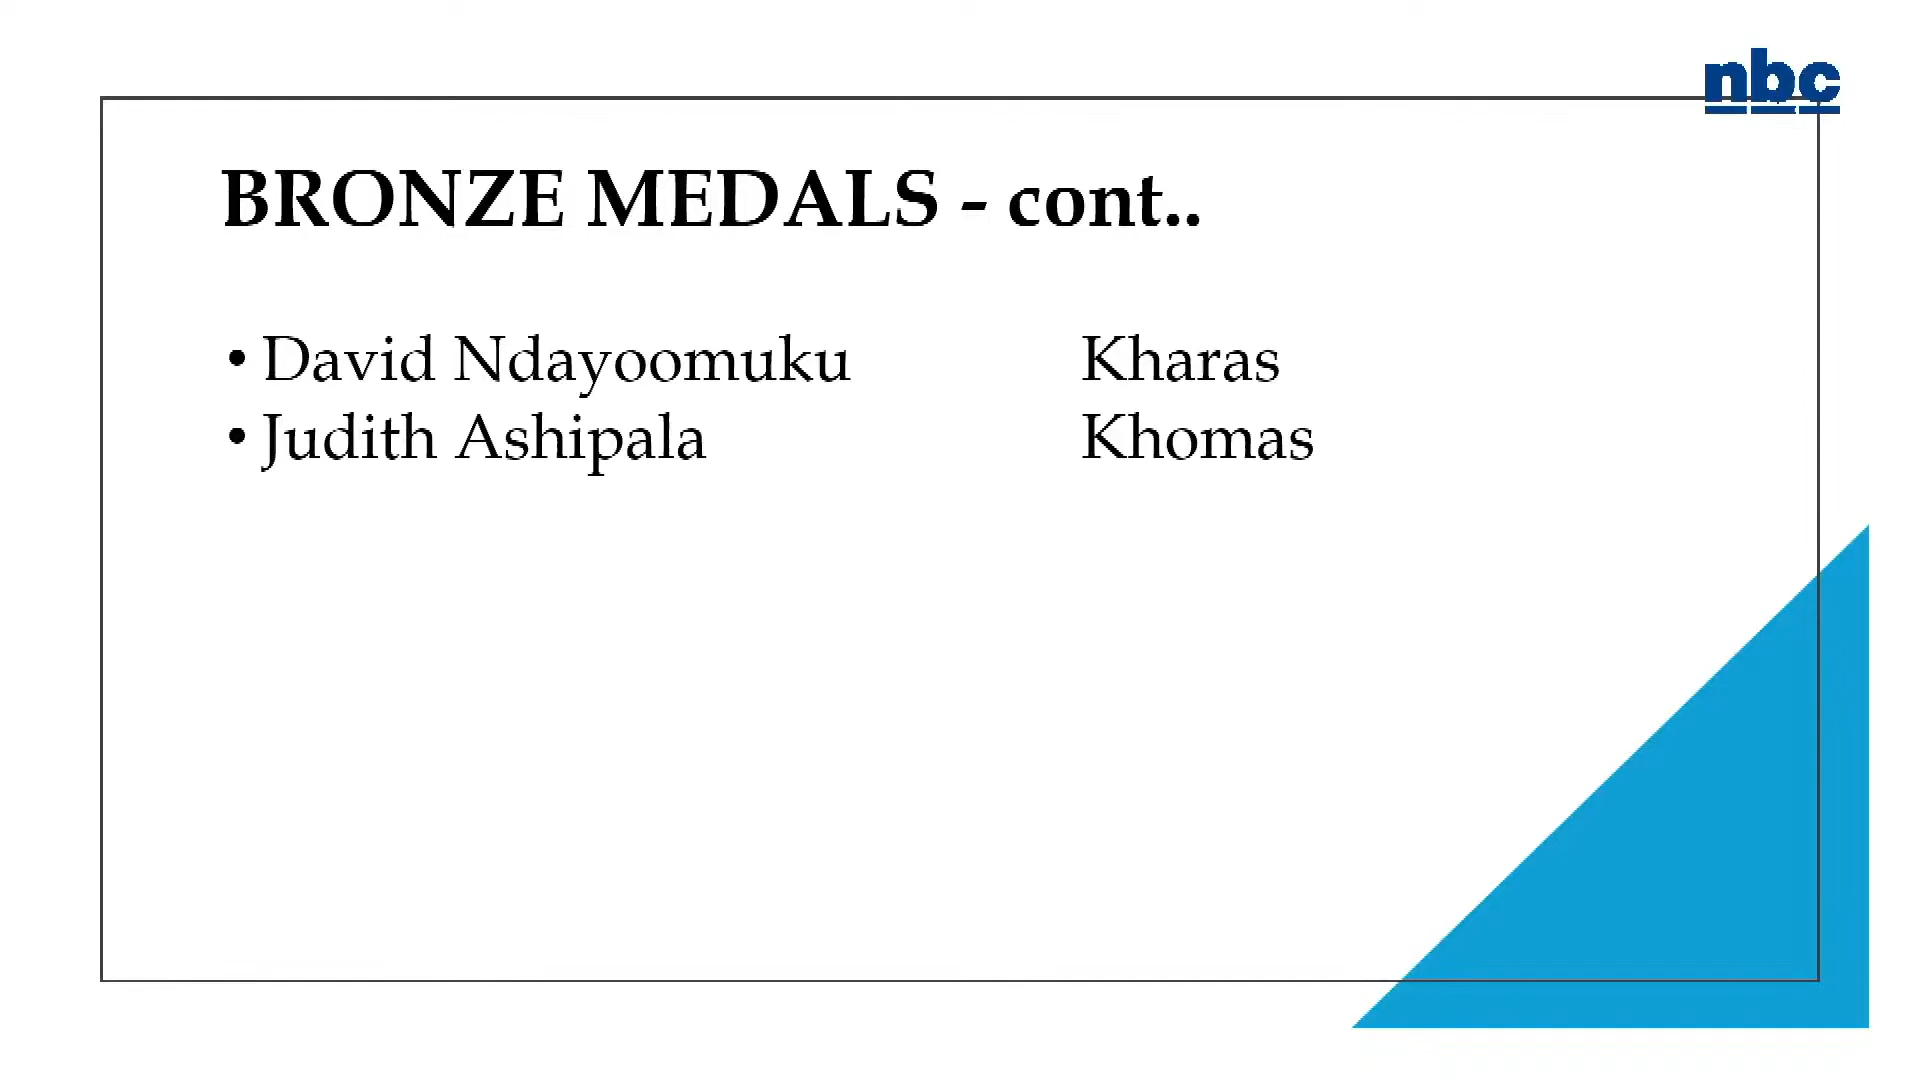 nbc
BRONZE MEDALS - cont..
• David Ndayoomuku Kharas
• Judith Ashipala Khomas